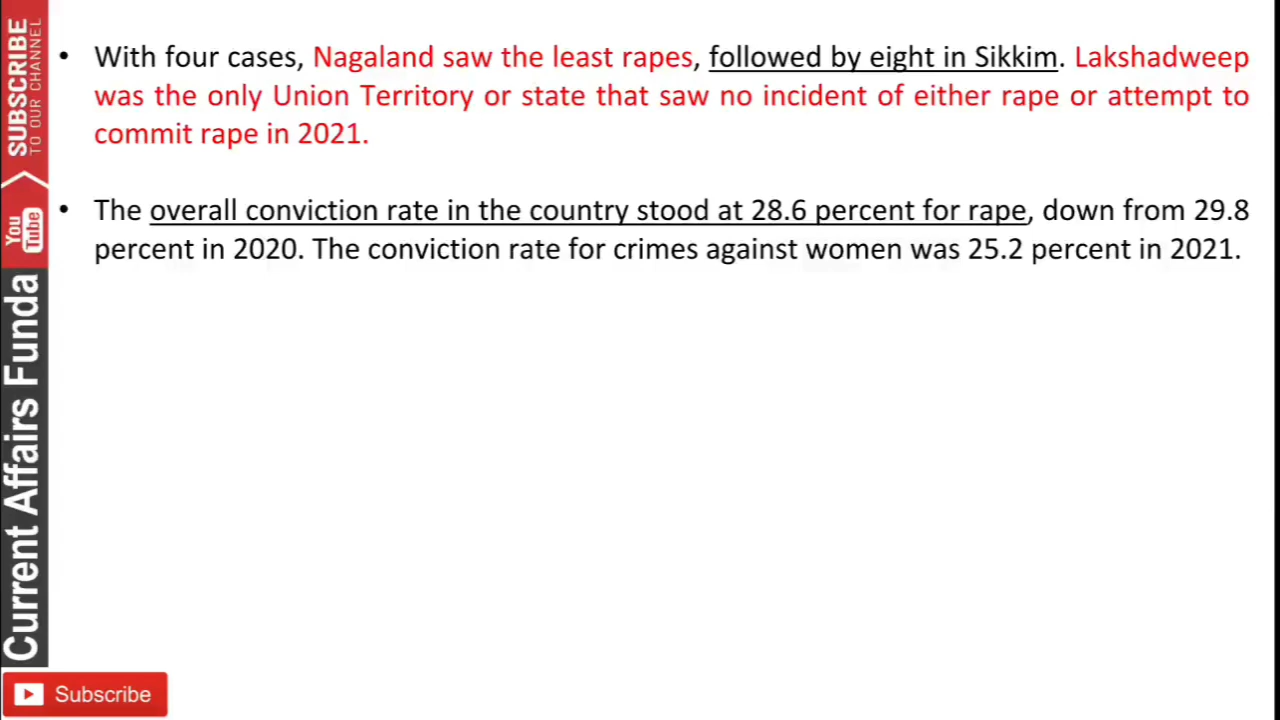 SUBSCRIBE
TO OUR CHANNEL
You
Tube
Current Affairs Funda
• With four cases, Nagaland saw the least rapes, followed by eight in Sikkim. Lakshadweep
was the only Union Territory or state that saw no incident of either rape or attempt to
commit rape in 2021.
• The overall conviction rate in the country stood at 28.6 percent for rape, down from 29.8
percent in 2020. The conviction rate for crimes against women was 25.2 percent in 2021.
Subscribe